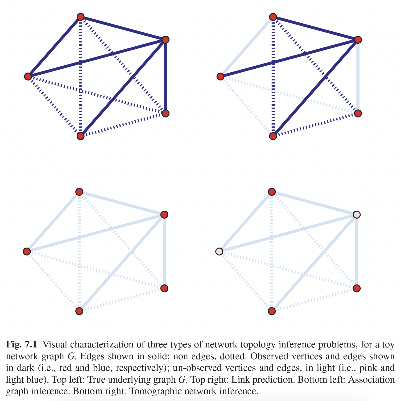 Fig. 7.1 Visual characterization of three types of network topology inference problems, for a toy
network graph G. Edges shown in solid; non edges, dotted. Observed vertices and edges shown
in dark (i.e., red and blue, respectively); un-observed vertices and edges, in light (i.e., pink and
light blue). Top left: True underlying graph G. Top right: Link prediction. Bottom left: Association
graph inference. Bottom right: Tomographic network inference.